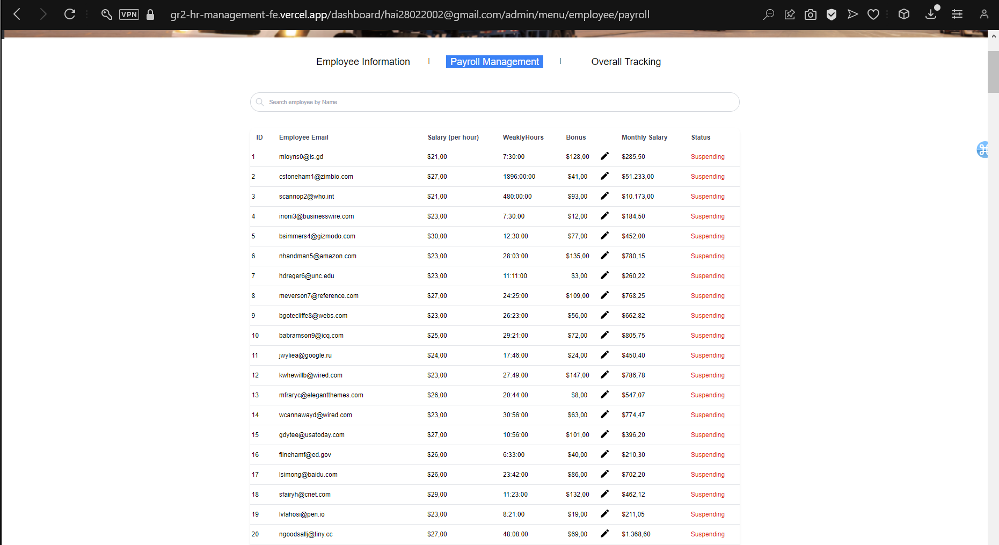 VPN gr2-hr-management-fe.vercel.app/dashboard/hai28022002@gmail.com/admin/menu/employee/payroll
Employee Information | Payroll Management | Overall Tracking
Search employee by Name
ID Employee Email Salary (per hour) WeaklyHours Bonus Monthly Salary Status
1 mloyns0@is.gd $21,00 7:30:00 $128,00 $285,50 Suspending
2 cstoneham1@zimbio.com $27,00 1896:00:00 $41,00 $51.233,00 Suspending
3 scannop2@who.int $21,00 480:00:00 $93,00 $10.173,00 Suspending
4 inoni3@businesswire.com $23,00 7:30:00 $12,00 $184,50 Suspending
5 bsimmers4@gizmodo.com $30,00 12:30:00 $77,00 $452,00 Suspending
6 nhandman5@amazon.com $23,00 28:03:00 $135,00 $780,15 Suspending
7 hdreger6@unc.edu $23,00 11:11:00 $3,00 $260,22 Suspending
8 meverson7@reference.com $27,00 24:25:00 $109,00 $768,25 Suspending
9 bgotecliffe8@webs.com $23,00 26:23:00 $56,00 $662,82 Suspending
10 babramson9@icq.com $25,00 29:21:00 $72,00 $805,75 Suspending
11 jwyliea@google.ru $24,00 17:46:00 $24,00 $450,40 Suspending
12 kwhewillb@wired.com $23,00 27:49:00 $147,00 $786,78 Suspending
13 mfraryc@elegantthemes.com $26,00 20:44:00 $8,00 $547,07 Suspending
14 wcannawayd@wired.com $23,00 30:56:00 $63,00 $774,47 Suspending
15 gdytee@usatoday.com $27,00 10:56:00 $101,00 $396,20 Suspending
16 flinehamf@ed.gov $26,00 6:33:00 $40,00 $210,30 Suspending
17 lsimong@baidu.com $26,00 23:42:00 $86,00 $702,20 Suspending
18 sfairyh@cnet.com $29,00 11:23:00 $132,00 $462,12 Suspending
19 lvlahosi@pen.io $23,00 8:21:00 $19,00 $211,05 Suspending
20 ngoodsallj@tiny.cc $27,00 48:08:00 $69,00 $1.368,60 Suspending